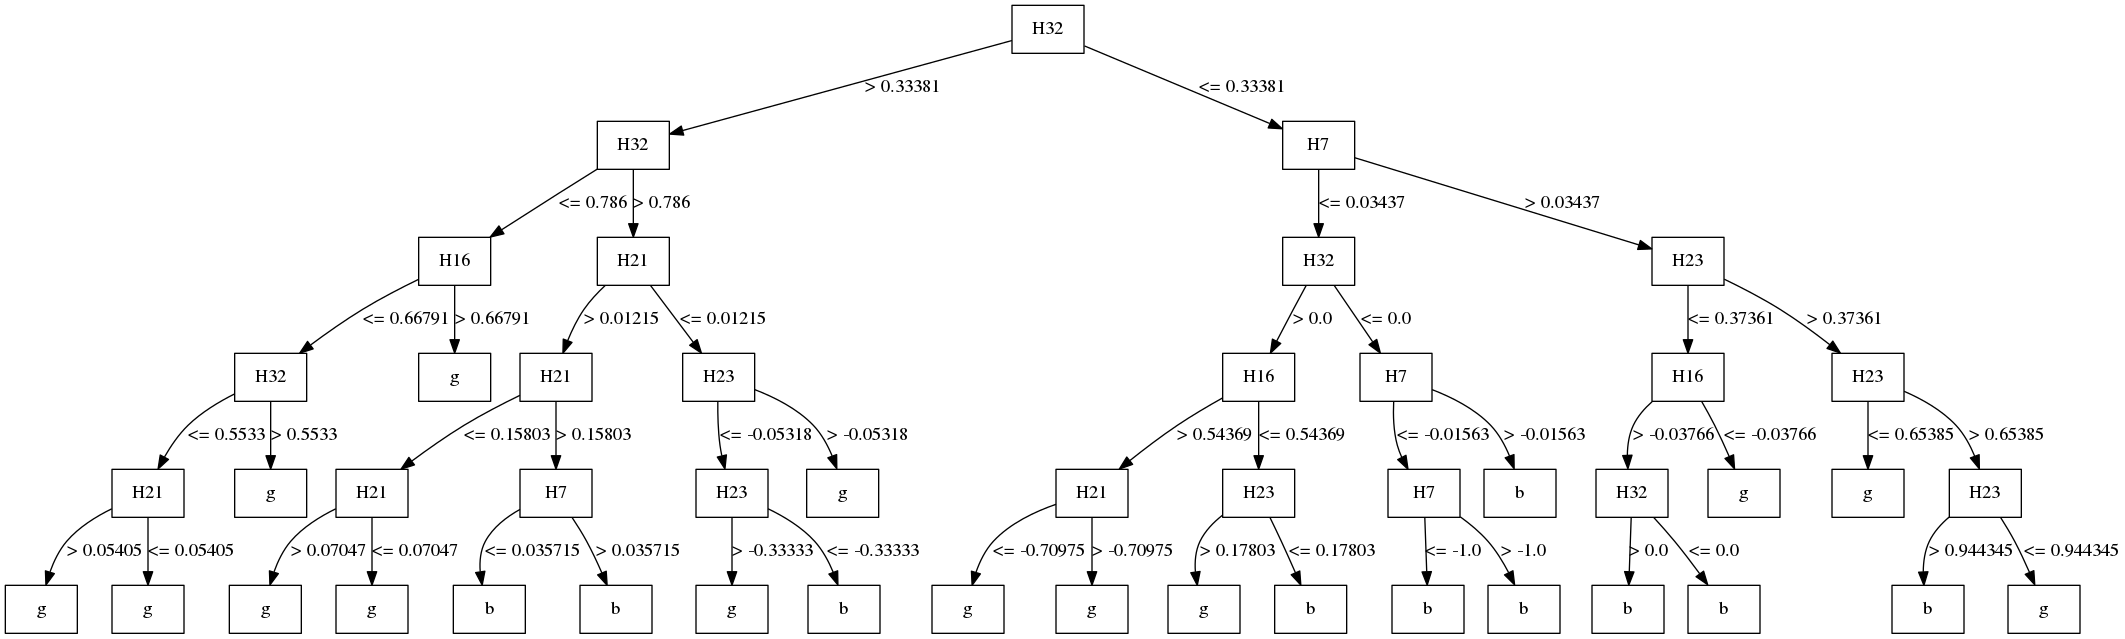 H32
> 0.33381 <= 0.33381
H32 H7
<= 0.786 > 0.786 <= 0.03437 > 0.03437
H16 H21 H32 H23
<= 0.66791 > 0.66791 > 0.01215 <= 0.01215 > 0.0 <= 0.0 <= 0.37361 > 0.37361
H32 g H21 H23 H16 H7 H16 H23
<= 0.5533 > 0.5533 <= 0.15803 > 0.15803 <= -0.05318 > -0.05318 > 0.54369 <= 0.54369 <= -0.01563 > -0.01563 > -0.03766 <= -0.03766 <= 0.65385 > 0.65385
H21 g H21 H7 H23 g H21 H23 H7 b H32 g g H23
> 0.05405 <= 0.05405 > 0.07047 <= 0.07047 <= 0.035715 > 0.035715 > -0.33333 <= -0.33333 <= -0.70975 > -0.70975 > 0.17803 <= 0.17803 <= -1.0 > -1.0 > 0.0 <= 0.0 > 0.944345 <= 0.944345
g g g g b b g b g g g b b b b b b g